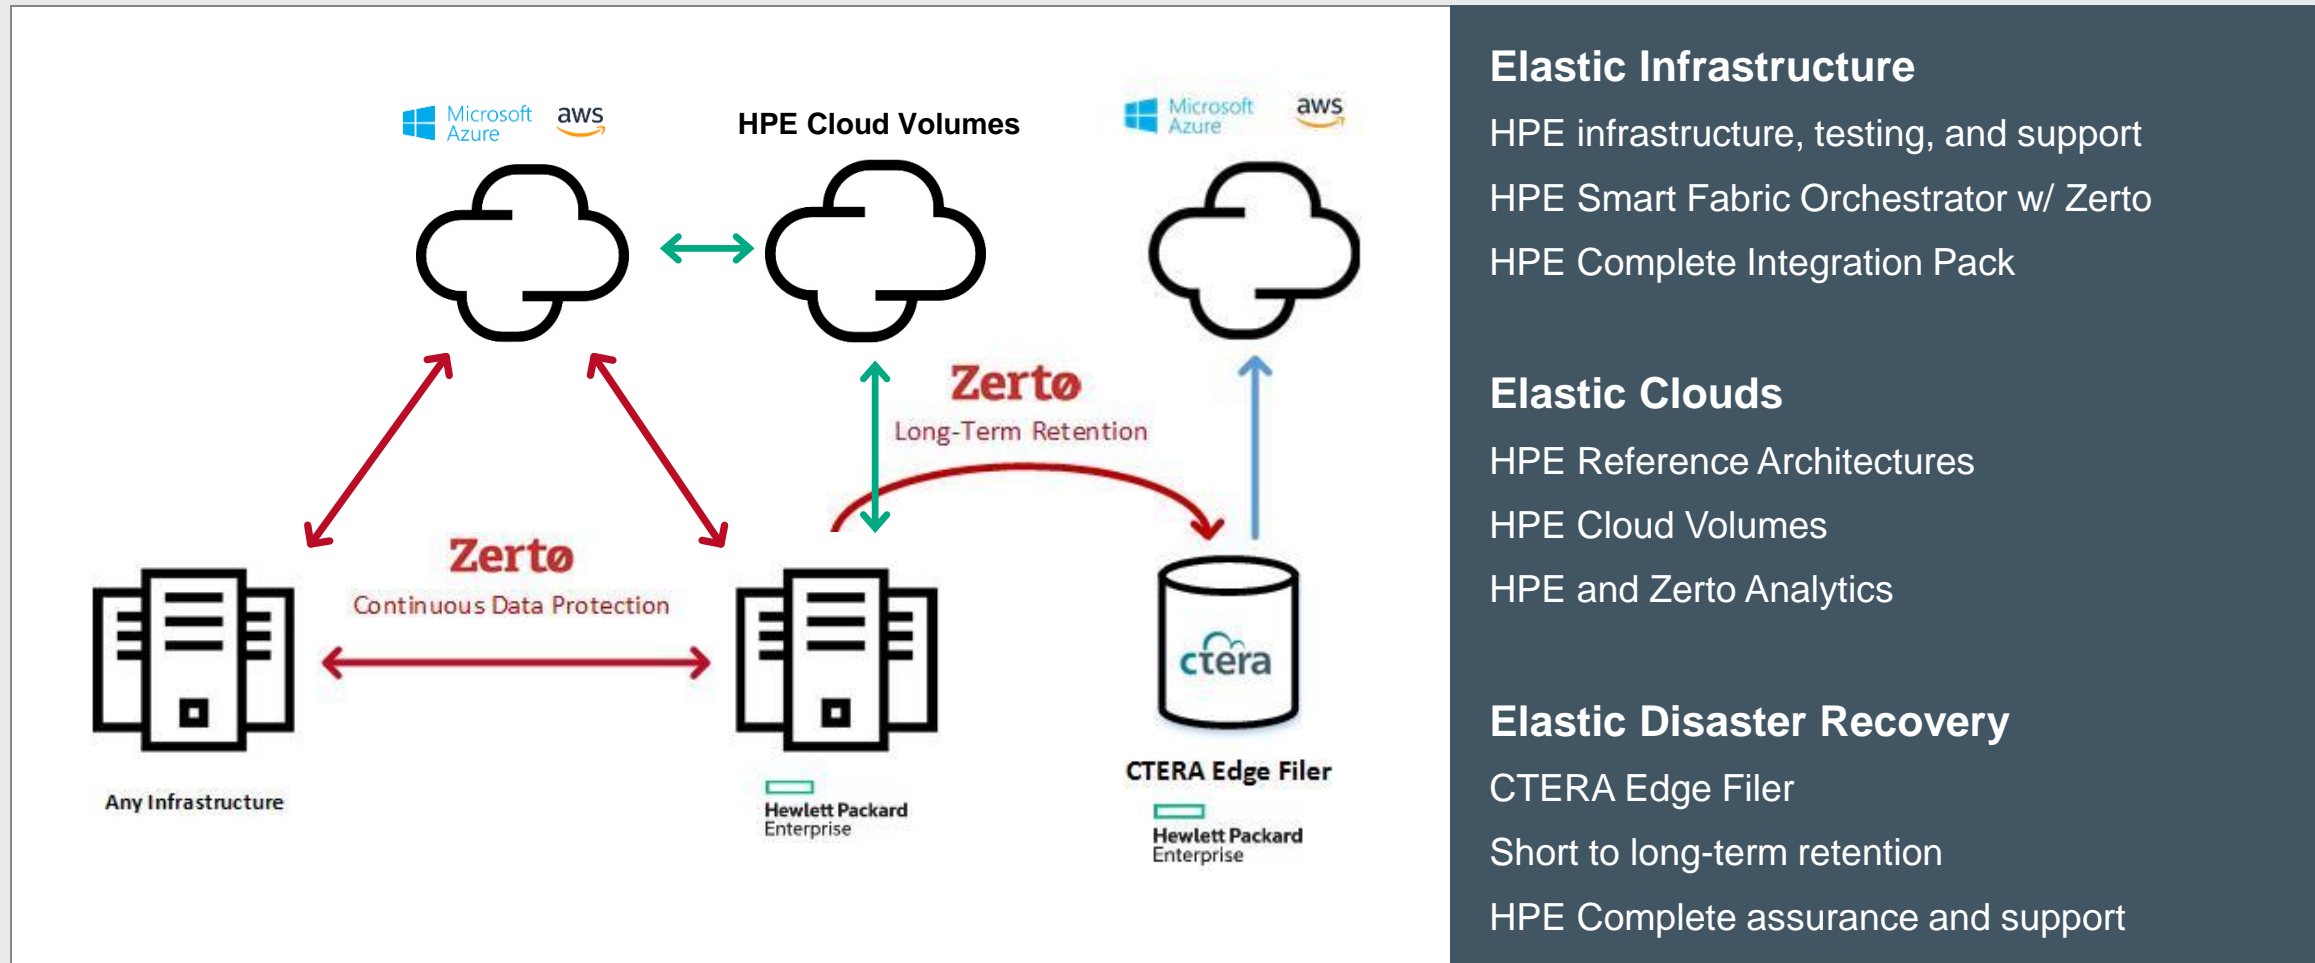 Microsoft
Azure
aws
HPE Cloud Volumes
Microsoft
Azure
aws
Zertø
Long-Term Retention
Zertø
Continuous Data Protection
ctera
Any Infrastructure
Hewlett Packard
Enterprise
CTERA Edge Filer
Hewlett Packard
Enterprise
Elastic Infrastructure
HPE infrastructure, testing, and support
HPE Smart Fabric Orchestrator w/ Zerto
HPE Complete Integration Pack
Elastic Clouds
HPE Reference Architectures
HPE Cloud Volumes
HPE and Zerto Analytics
Elastic Disaster Recovery
CTERA Edge Filer
Short to long-term retention
HPE Complete assurance and support